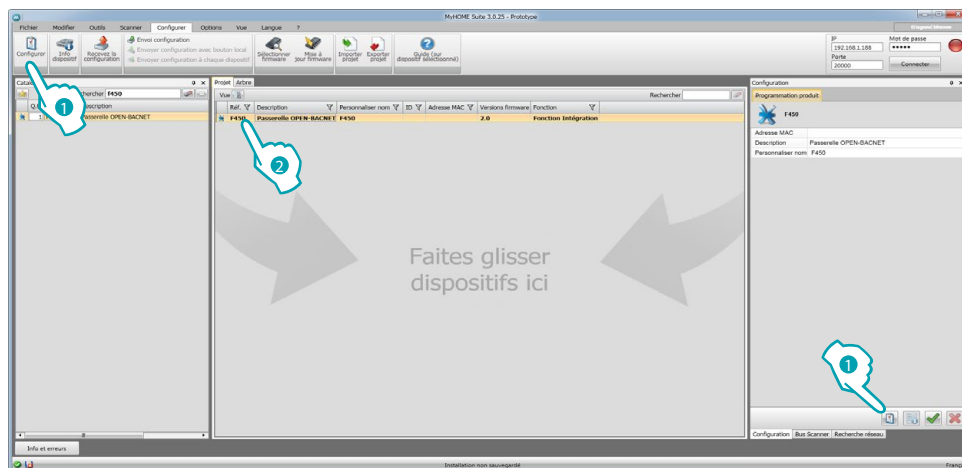 MyHOME Suite 3.0.25 - Prototype
Fichier Modifier Outils Scanner Configurer Options Vue Langue ?
Configurer
Info dispositif
Recevez la configuration
Envoi configuration
Envoyer configuration avec bouton local
Envoyer configuration à chaque dispositif
Sélectionner firmware
Mise à jour firmware
Importer projet
Exporter projet
Guide (sur dispositif sélectionné)
IP
192.168.1.188
Mot de passe
*****
Porte
20000
Connecter
Projet Arbre
Vue
Rechercher
F450
Réf. Description Personnaliser nom ID Adresse MAC Versions firmware Fonction
F450 Passerelle OPEN-BACNET F450 2.0 Fonction Intégration
1
Passerelle OPEN-BACNET
1
2
Faites glisser
dispositifs ici
Configuration
Programmation produit
F450
Adresse MAC
Description Passerelle OPEN-BACNET
Personnaliser nom F450
1
Configuration Bus Scanner Recherche réseau
Info et erreurs
Installation non sauvegardé